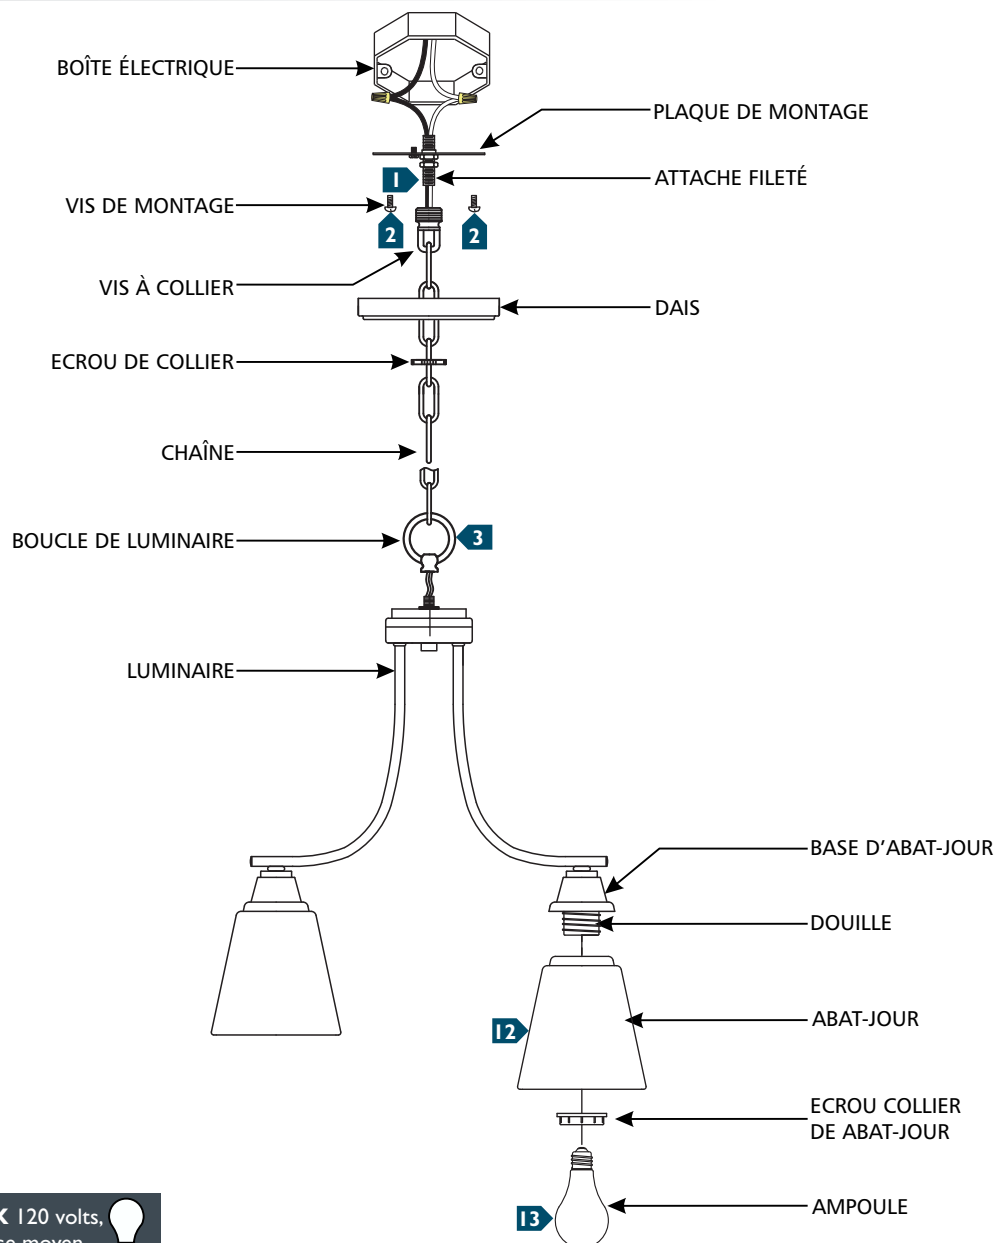 BOÎTE ÉLECTRIQUE
PLAQUE DE MONTAGE
1
ATTACHE FILETÉ
VIS DE MONTAGE
2
2
VIS À COLLIER
DAIS
ECROU DE COLLIER
CHAÎNE
BOUCLE DE LUMINAIRE
3
LUMINAIRE
BASE D’ABAT-JOUR
DOUILLE
12
ABAT-JOUR
ECROU COLLIER
DE ABAT-JOUR
13
AMPOULE
120 volts,
moyen